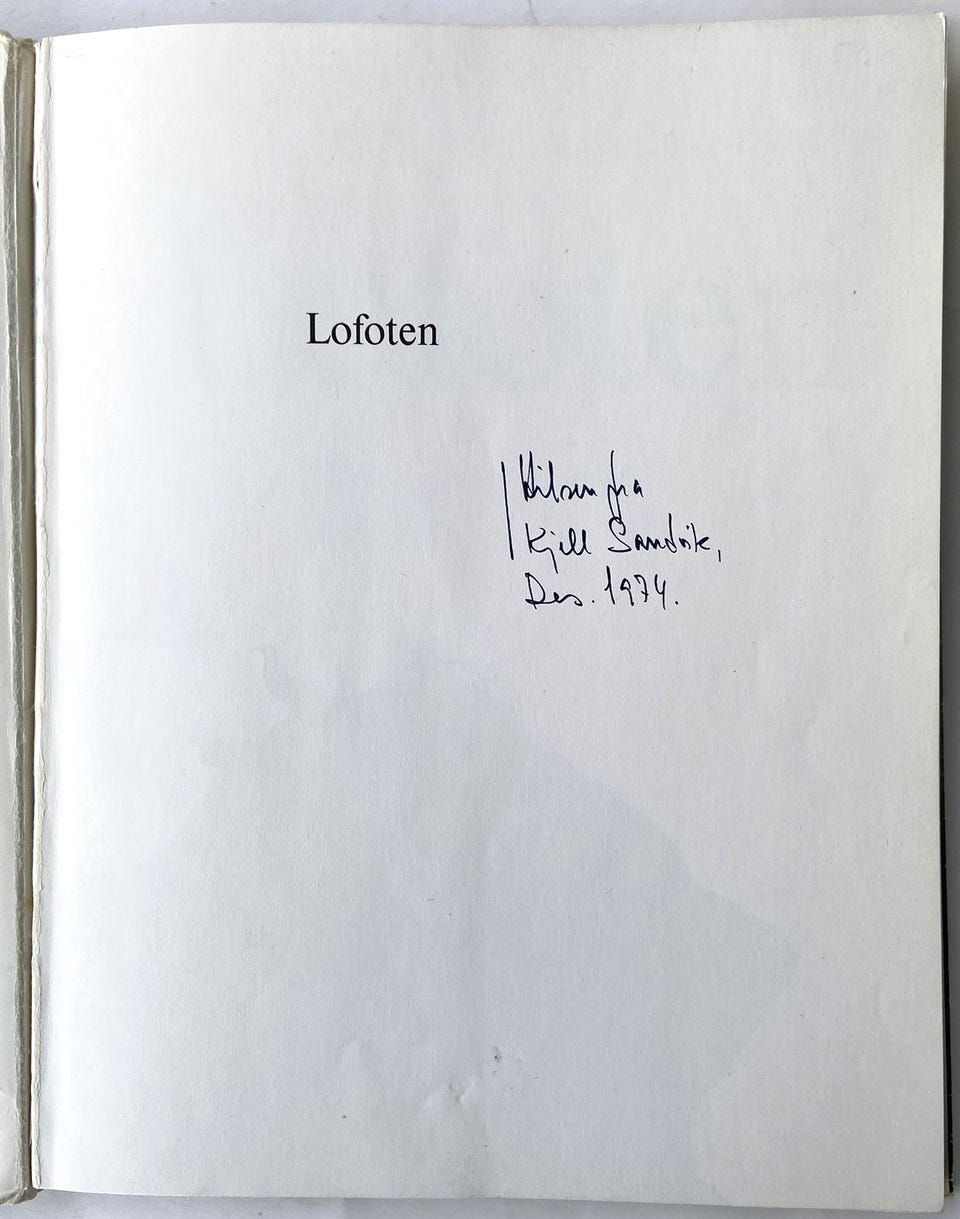 Lofoten
Hilsen fra
Kjell Sandvik,
Des. 1974.